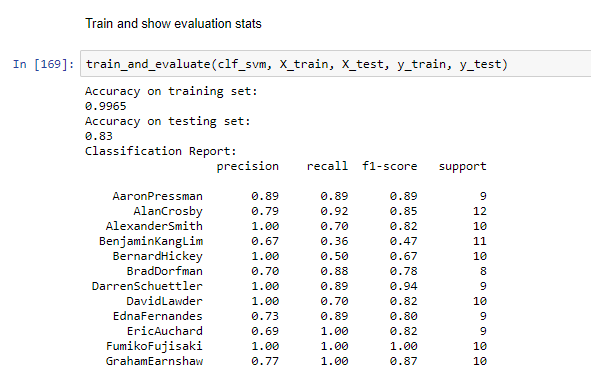 Train and show evaluation stats
In [169]: train_and_evaluate(clf_svm, X_train, X_test, y_train, y_test)
Accuracy on training set:
0.9965
Accuracy on testing set:
0.83
Classification Report:
precision recall f1-score support
AaronPressman 0.89 0.89 0.89 9
AlanCrosby 0.79 0.92 0.85 12
AlexanderSmith 1.00 0.70 0.82 10
BenjaminKangLim 0.67 0.36 0.47 11
BernardHickey 1.00 0.50 0.67 10
BradDorfman 0.70 0.88 0.78 8
DarrenSchuettler 1.00 0.89 0.94 9
DavidLawder 1.00 0.70 0.82 10
EdnaFernandes 0.73 0.89 0.80 9
EricAuchard 0.69 1.00 0.82 9
FumikoFujisaki 1.00 1.00 1.00 10
GrahamEarnshaw 0.77 1.00 0.87 10